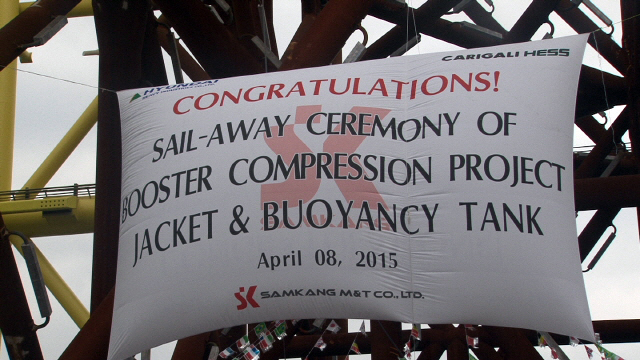 HYUNDAI
CARIGALI HESS
CONGRATULATIONS!
SAIL-AWAY CEREMONY OF
BOOSTER COMPRESSION PROJECT
JACKET & BUOYANCY TANK
April 08, 2015
SK SAMKANG M&T CO., LTD.